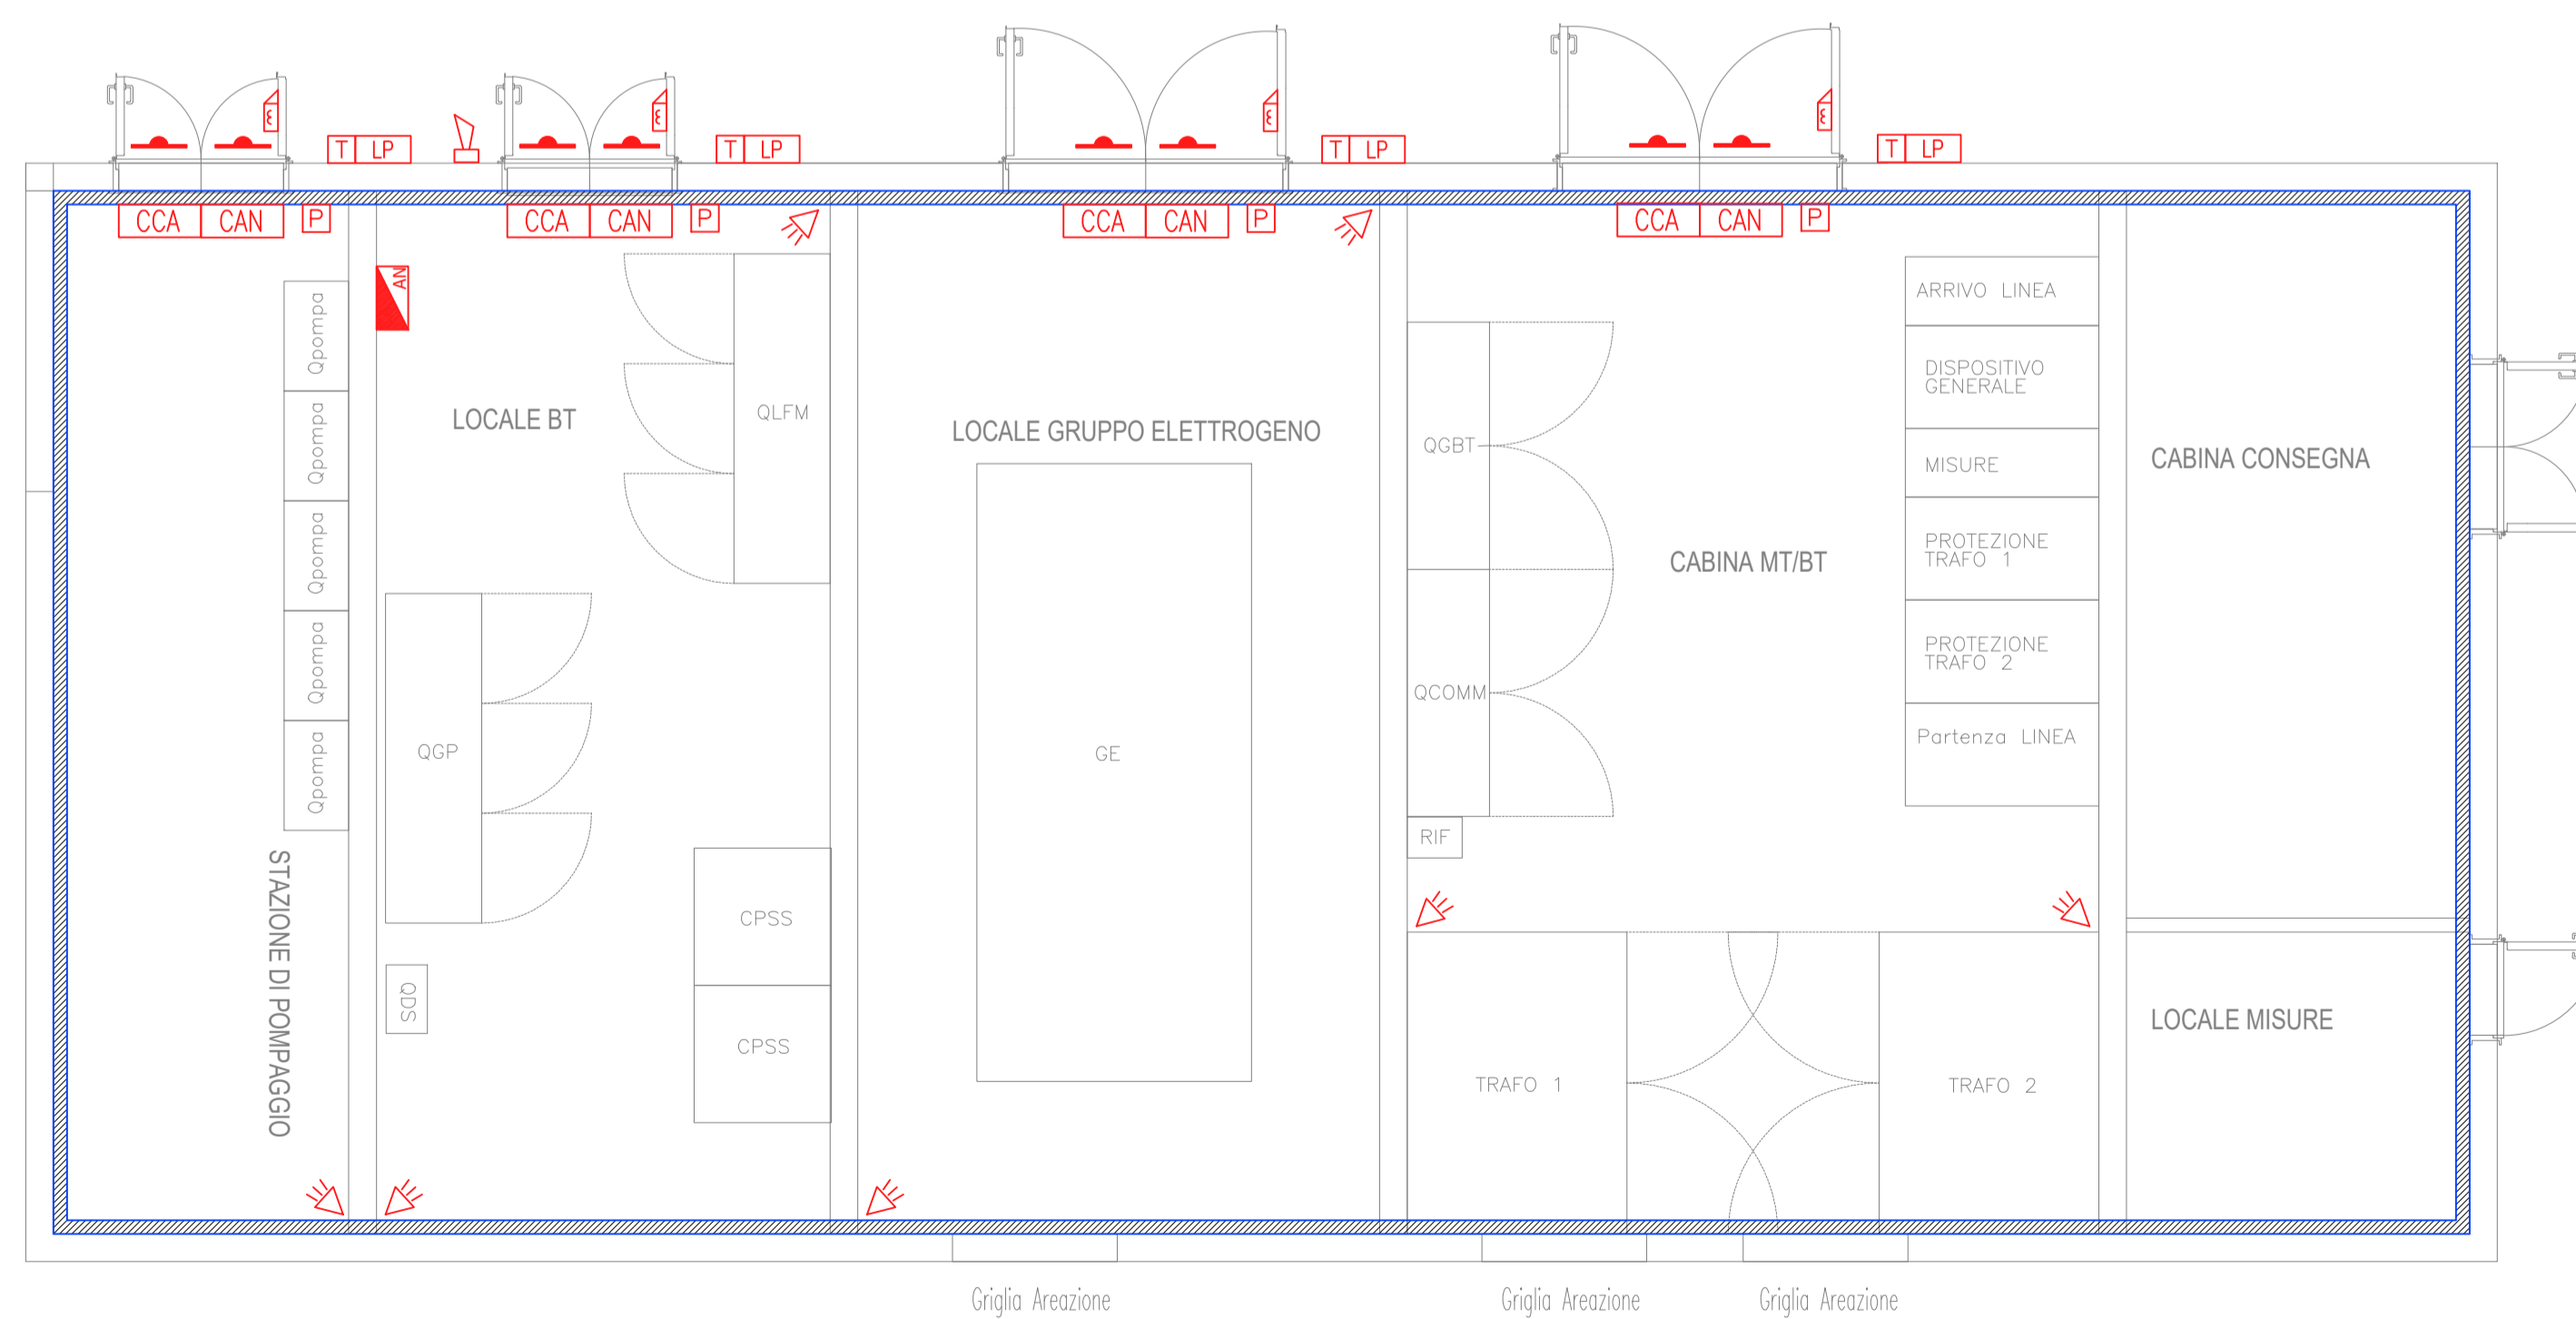 T LP
T LP
T LP
T LP
CCA CAN P
CCA CAN P
CCA CAN P
CCA CAN P
AN
Qpompa
Qpompa
Qpompa
Qpompa
Qpompa
STAZIONE DI POMPAGGIO
LOCALE BT
QLFM
QGP
QDS
CPSS
CPSS
LOCALE GRUPPO ELETTROGENO
GE
QGBT
QCOMM
RIF
CABINA MT/BT
ARRIVO LINEA
DISPOSITIVO
GENERALE
MISURE
PROTEZIONE
TRAFO 1
PROTEZIONE
TRAFO 2
Partenza LINEA
TRAFO 1
TRAFO 2
CABINA CONSEGNA
LOCALE MISURE
Griglia Areazione
Griglia Areazione
Griglia Areazione